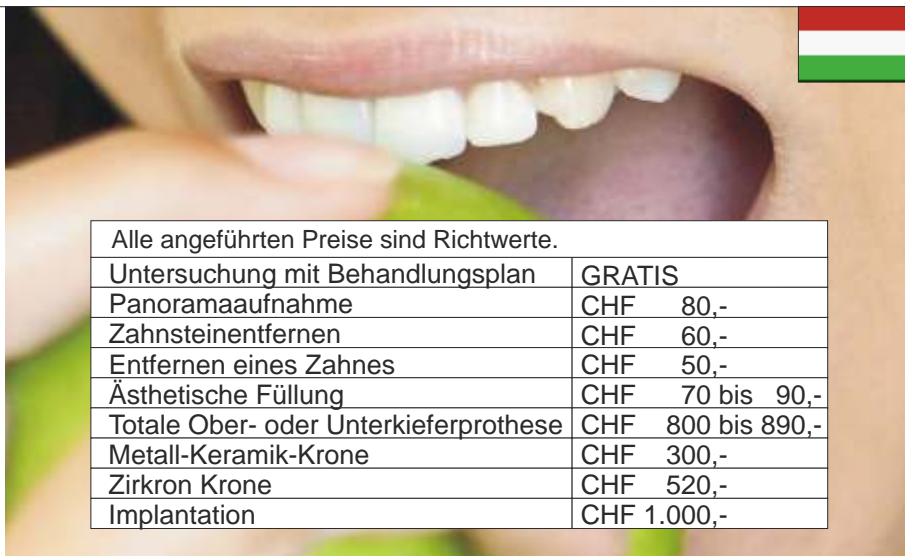 Alle angeführten Preise sind Richtwerte.
Untersuchung mit Behandlungsplan GRATIS
Panoramaaufnahme CHF 80,-
Zahnsteinentfernen CHF 60,-
Entfernen eines Zahnes CHF 50,-
Ästhetische Füllung CHF 70 bis 90,-
Totale Ober- oder Unterkieferprothese CHF 800 bis 890,-
Metall-Keramik-Krone CHF 300,-
Zirkron Krone CHF 520,-
Implantation CHF 1.000,-